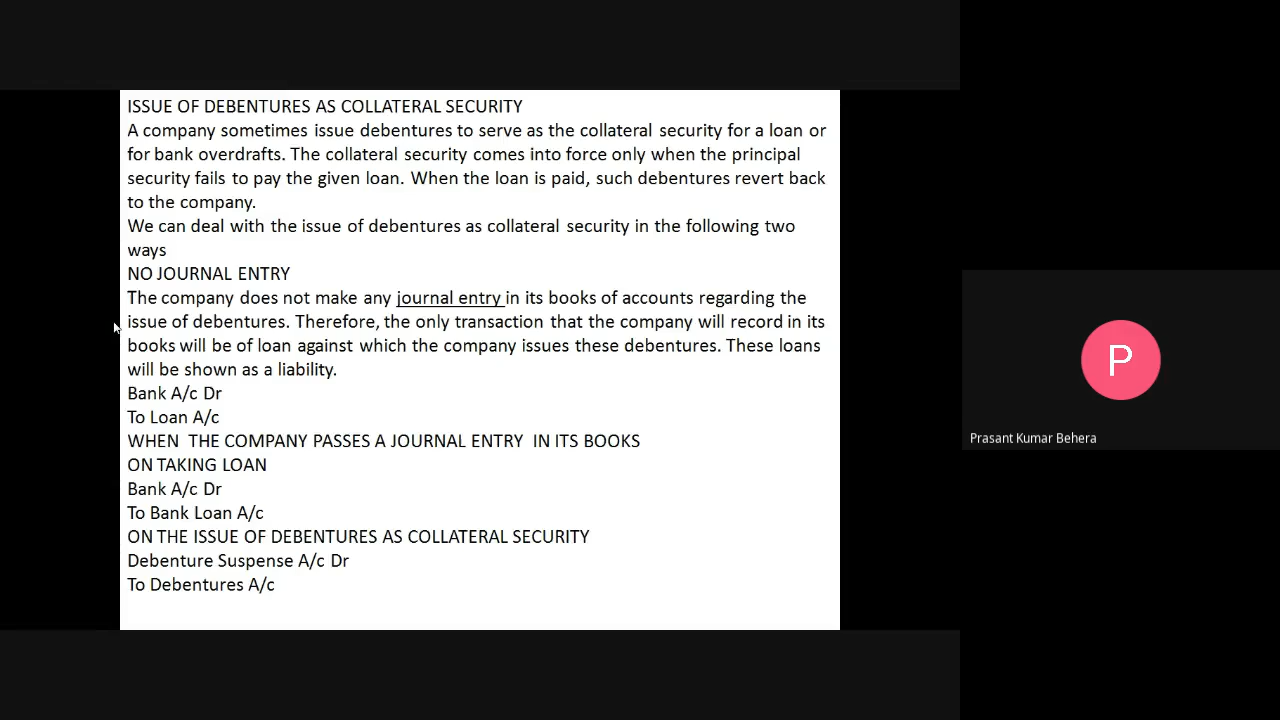 ISSUE OF DEBENTURES AS COLLATERAL SECURITY
A company sometimes issue debentures to serve as the collateral security for a loan or
for bank overdrafts. The collateral security comes into force only when the principal
security fails to pay the given loan. When the loan is paid, such debentures revert back
to the company.
We can deal with the issue of debentures as collateral security in the following two
ways
NO JOURNAL ENTRY
The company does not make any journal entry in its books of accounts regarding the
issue of debentures. Therefore, the only transaction that the company will record in its
books will be of loan against which the company issues these debentures. These loans
will be shown as a liability.
Bank A/c Dr
To Loan A/c
WHEN THE COMPANY PASSES A JOURNAL ENTRY IN ITS BOOKS
ON TAKING LOAN
Bank A/c Dr
To Bank Loan A/c
ON THE ISSUE OF DEBENTURES AS COLLATERAL SECURITY
Debenture Suspense A/c Dr
To Debentures A/c
P
Prasant Kumar Behera